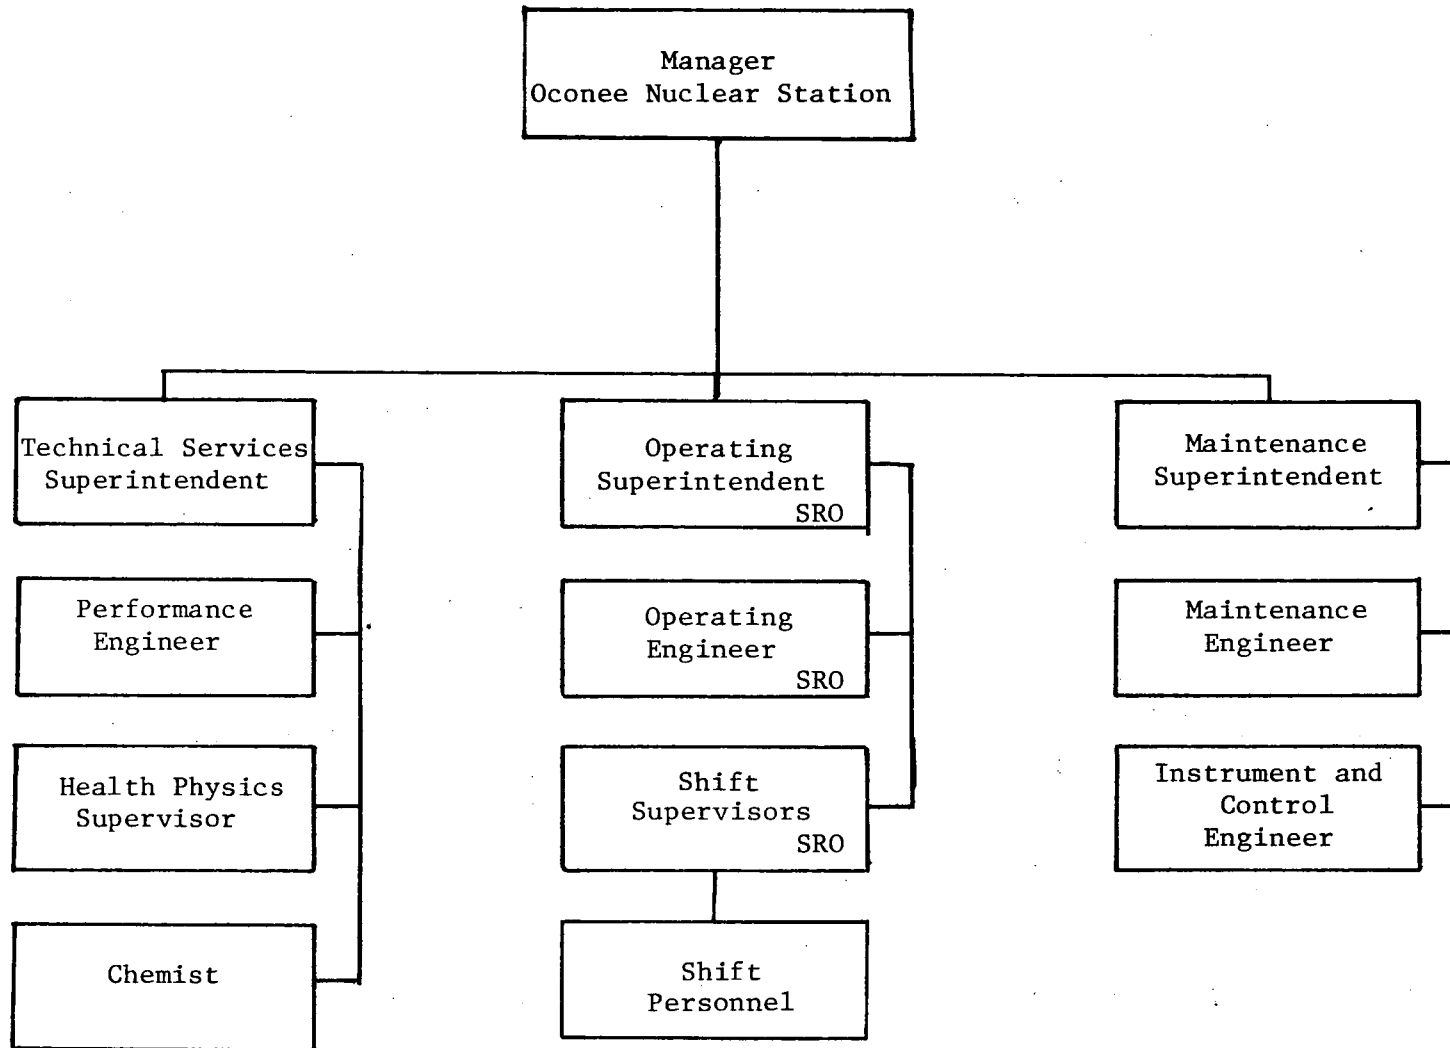 Manager
Oconee Nuclear Station
Technical Services
Superintendent
Performance
Engineer
Health Physics
Supervisor
Chemist
Operating
Superintendent
SRO
Operating
Engineer
SRO
Shift
Supervisors
SRO
Shift
Personnel
Maintenance
Superintendent
Maintenance
Engineer
Instrument and
Control
Engineer